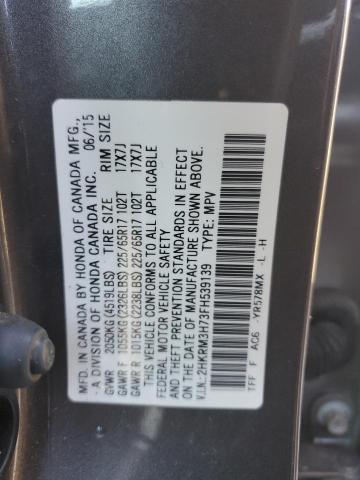 MFD. IN CANADA BY HONDA OF CANADA MFG.,
- A DIVISION OF HONDA CANADA INC. 06/'15
GVWR 2050KG(4519LBS) TIRE SIZE RIM SIZE
GAWR F 1055KG(2326LBS) 225/65R17 102T 17X7J
GAWR R 1015KG(2238LBS) 225/65R17 102T 17X7J
THIS VEHICLE CONFORMS TO ALL APPLICABLE
FEDERAL MOTOR VEHICLE SAFETY
AND THEFT PREVENTION STANDARDS IN EFFECT
ON THE DATE OF MANUFACTURE SHOWN ABOVE.
V.I.N.:2HKRM3H73FH539139 TYPE: MPV
TFF F AC6 -YR578MX -L -H